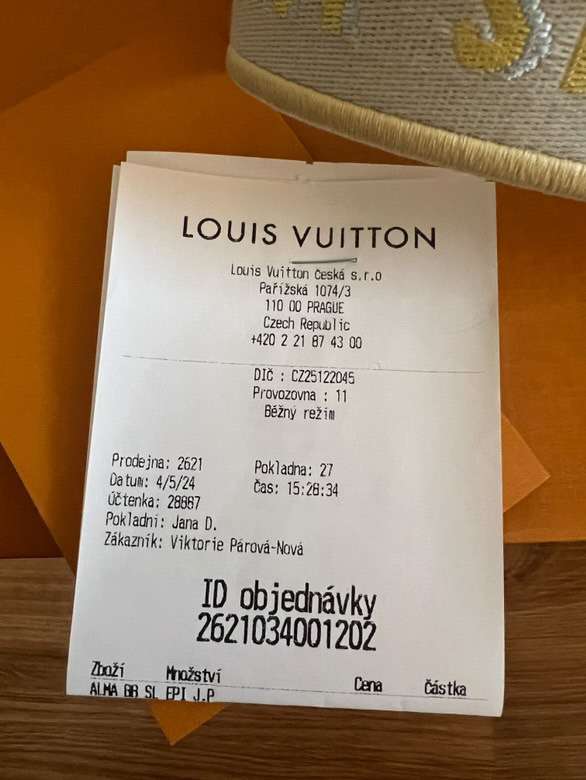 LOUIS VUITTON
Louis Vuitton Česká s.r.o
Pařížská 1074/3
110 00 PRAGUE
Czech Republic
+420 2 21 87 43 00
DIČ : CZ25122045
Provozovna : 11
Běžný režim
Prodejna: 2621 Pokladna: 27
Datum: 4/5/24 Čas: 15:28:34
Účtenka: 28887
Pokladní: Jana D.
Zákazník: Viktorie Párová-Nová
ID objednávky
2621034001202
Zboží Množství Cena Částka
ALMA BB SL EPI J.P